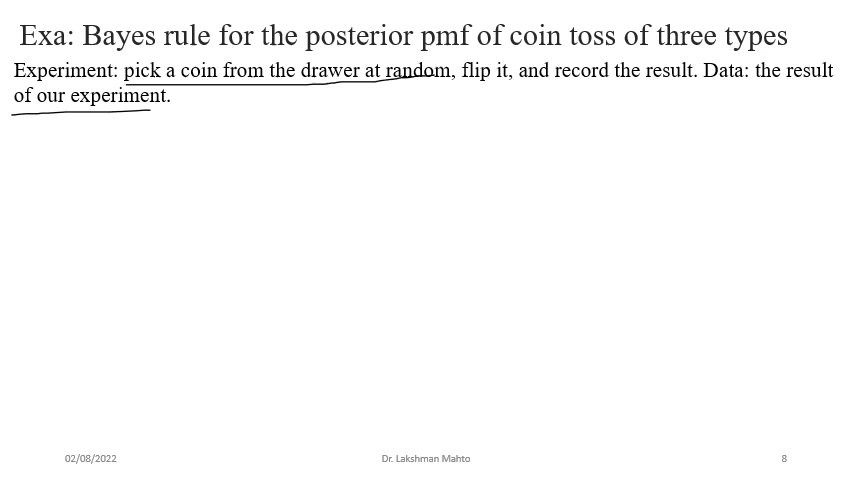 Exa: Bayes rule for the posterior pmf of coin toss of three types
Experiment: pick a coin from the drawer at random, flip it, and record the result. Data: the result
of our experiment.
02/08/2022
Dr. Lakshman Mahto
8